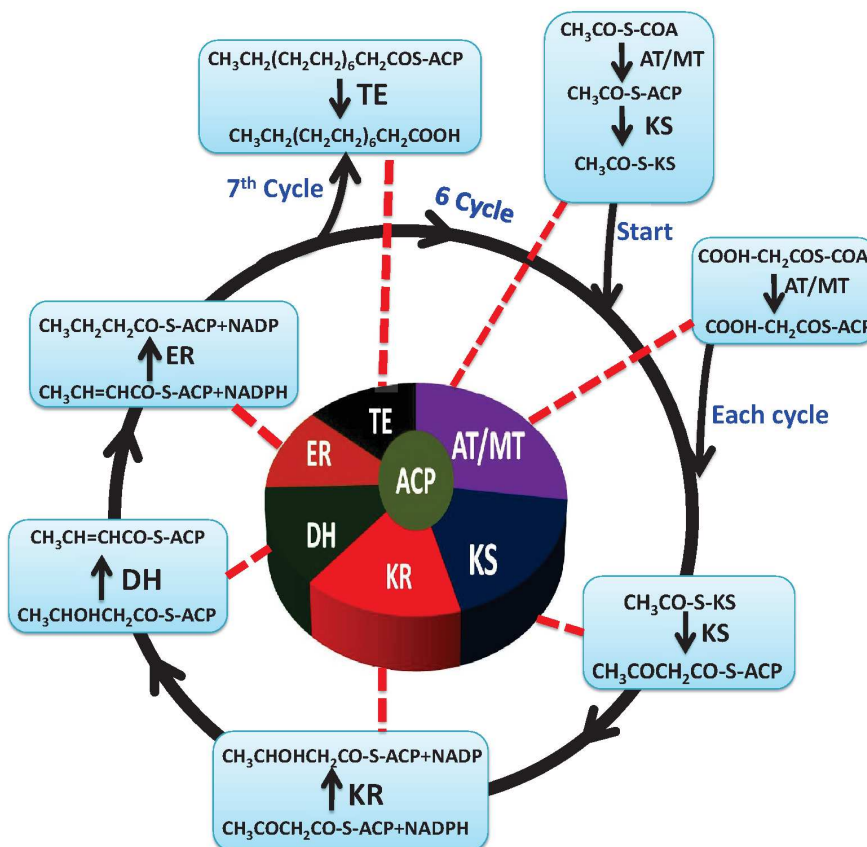 CH₃CH₂(CH₂CH₂)₆CH₂COS-ACP
TE
CH₃CH₂(CH₂CH₂)₆CH₂COOH
CH₃CO-S-COA
AT/MT
CH₃CO-S-ACP
KS
CH₃CO-S-KS
7th Cycle
6 Cycle
Start
COOH-CH₂COS-COA
AT/MT
COOH-CH₂COS-ACP
Each cycle
CH₃CH₂CH₂CO-S-ACP+NADP
ER
CH₃CH=CHCO-S-ACP+NADPH
TE
AT/MT
ER
ACP
DH
KR
KS
CH₃CH=CHCO-S-ACP
DH
CH₃CHOHCH₂CO-S-ACP
CH₃CO-S-KS
KS
CH₃COCH₂CO-S-ACP
CH₃CHOHCH₂CO-S-ACP+NADP
KR
CH₃COCH₂CO-S-ACP+NADPH